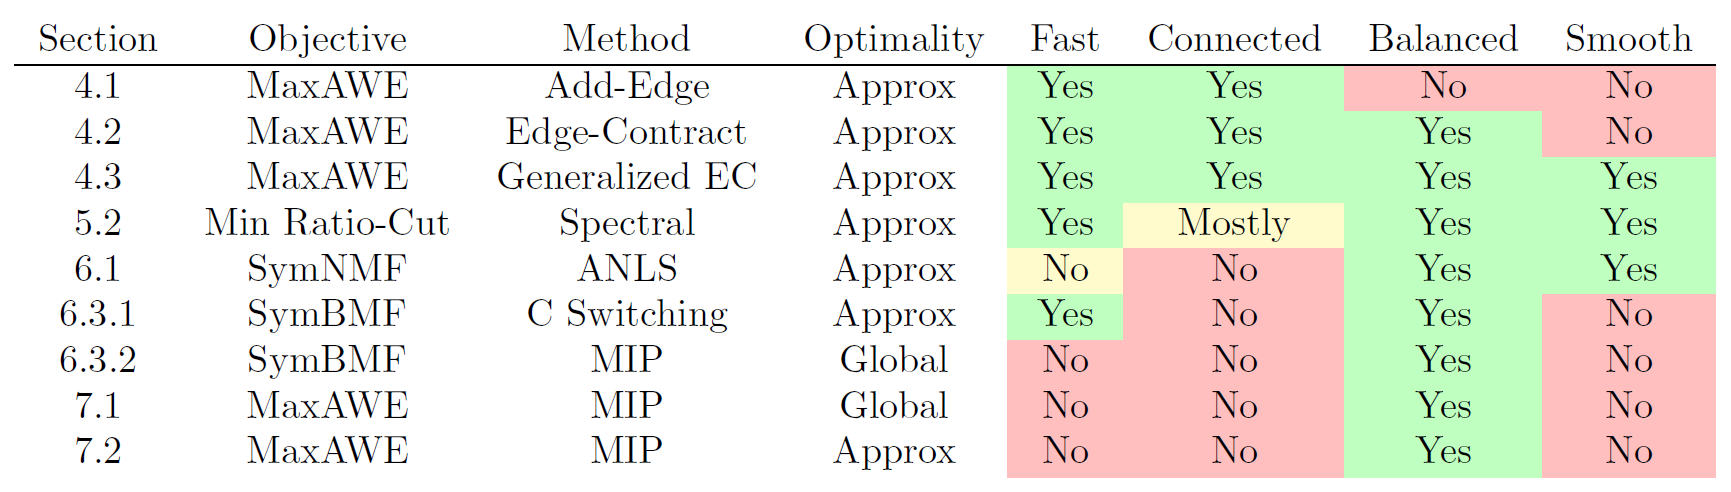 Section Objective Method Optimality Fast Connected Balanced Smooth
4.1 MaxAWE Add-Edge Approx Yes Yes No No
4.2 MaxAWE Edge-Contract Approx Yes Yes Yes No
4.3 MaxAWE Generalized EC Approx Yes Yes Yes Yes
5.2 Min Ratio-Cut Spectral Approx Yes Mostly Yes Yes
6.1 SymNMF ANLS Approx No No Yes Yes
6.3.1 SymBMF C Switching Approx Yes No Yes No
6.3.2 SymBMF MIP Global No No Yes No
7.1 MaxAWE MIP Global No No Yes No
7.2 MaxAWE MIP Approx No No Yes No